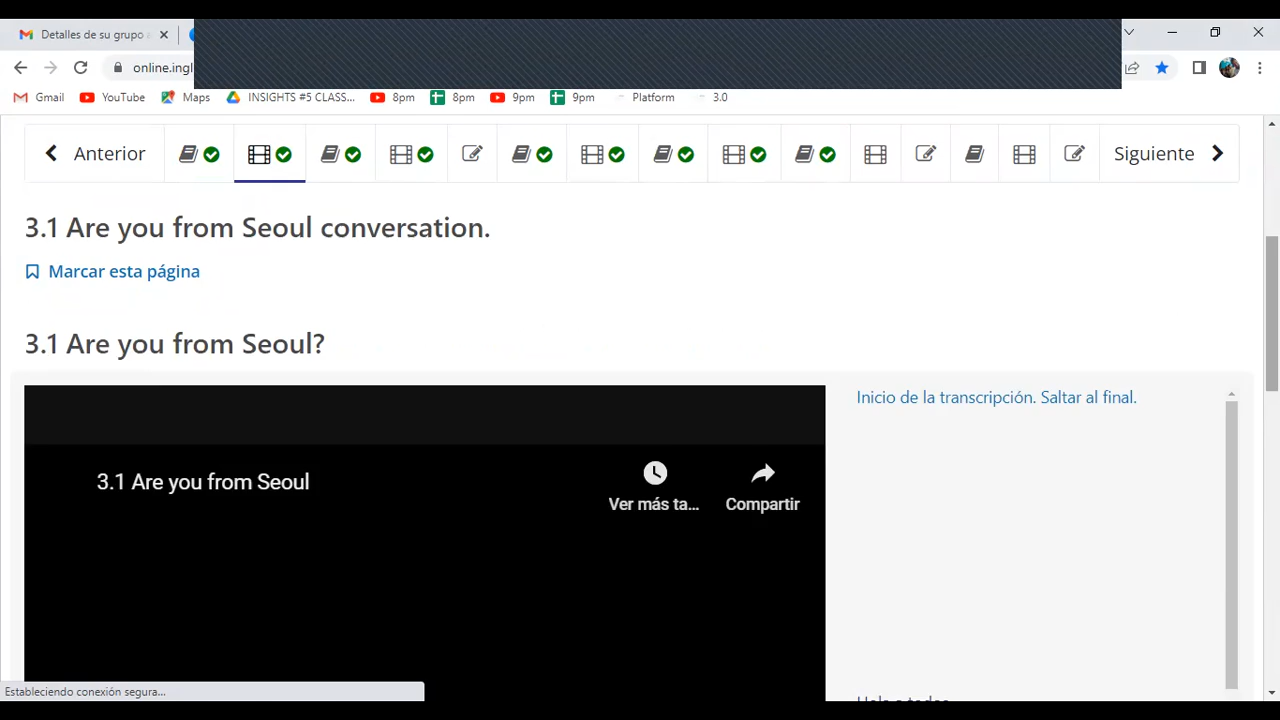 Detalles de su grupo
online.ingl
Gmail YouTube Maps INSIGHTS #5 CLASS... 8pm 8pm 9pm 9pm Platform 3.0
Anterior Siguiente
3.1 Are you from Seoul conversation.
Marcar esta página
3.1 Are you from Seoul?
Inicio de la transcripción. Saltar al final.
3.1 Are you from Seoul
Ver más ta... Compartir
Estableciendo conexión segura...
Hola a todos